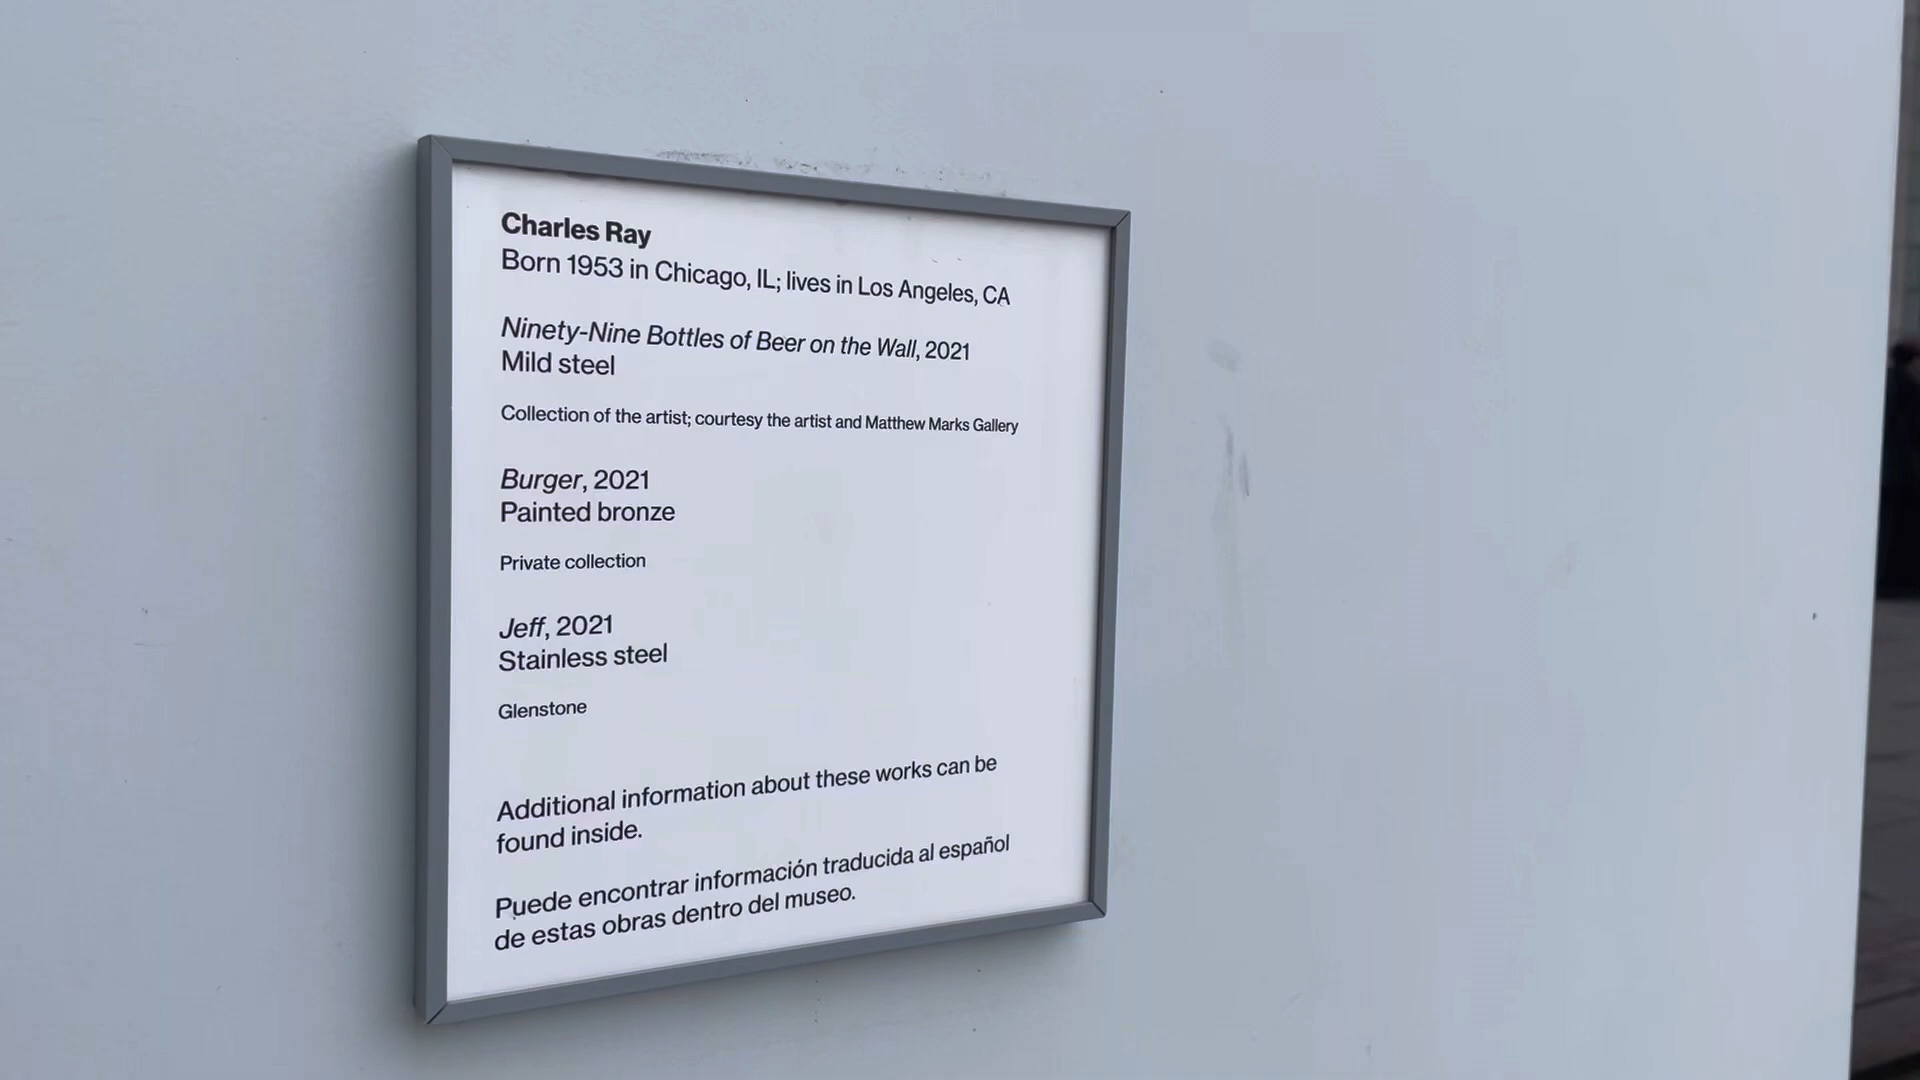 Charles Ray
Born 1953 in Chicago, IL; lives in Los Angeles, CA
Ninety-Nine Bottles of Beer on the Wall, 2021
Mild steel
Collection of the artist; courtesy the artist and Matthew Marks Gallery
Burger, 2021
Painted bronze
Private collection
Jeff, 2021
Stainless steel
Glenstone
Additional information about these works can be
found inside.
Puede encontrar información traducida al español
de estas obras dentro del museo.